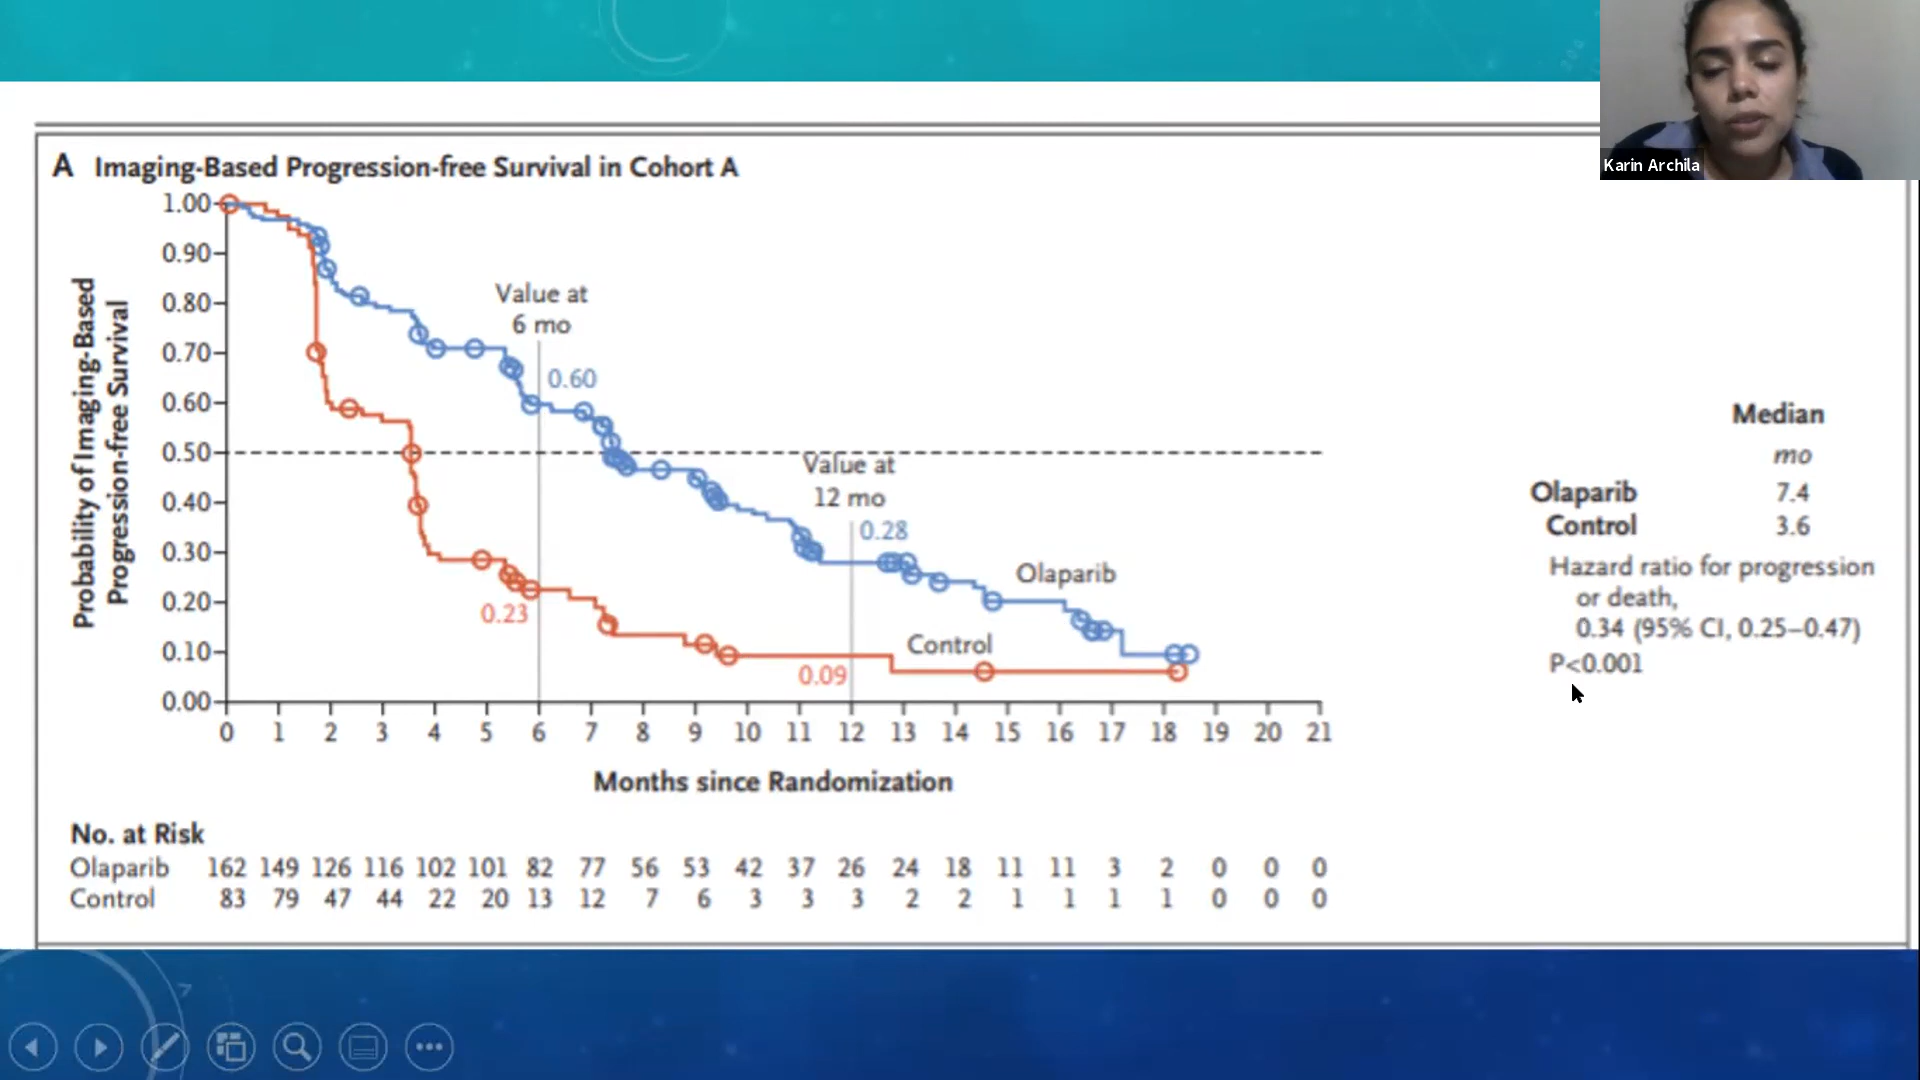 Karin Archila
A Imaging-Based Progression-free Survival in Cohort A
Probability of Imaging-Based
Progression-free Survival
1.00
0.90
0.80
0.70
0.60
0.50
0.40
0.30
0.20
0.10
0.00
Value at
6 mo
0.60
0.23
Value at
12 mo
0.28
0.09
Olaparib
Control
0 1 2 3 4 5 6 7 8 9 10 11 12 13 14 15 16 17 18 19 20 21
Months since Randomization
Median
mo
Olaparib 7.4
Control 3.6
Hazard ratio for progression
or death,
0.34 (95% CI, 0.25–0.47)
P<0.001
No. at Risk
Olaparib 162 149 126 116 102 101 82 77 56 53 42 37 26 24 18 11 11 3 2 0 0 0
Control 83 79 47 44 22 20 13 12 7 6 3 3 3 2 2 1 1 1 1 0 0 0